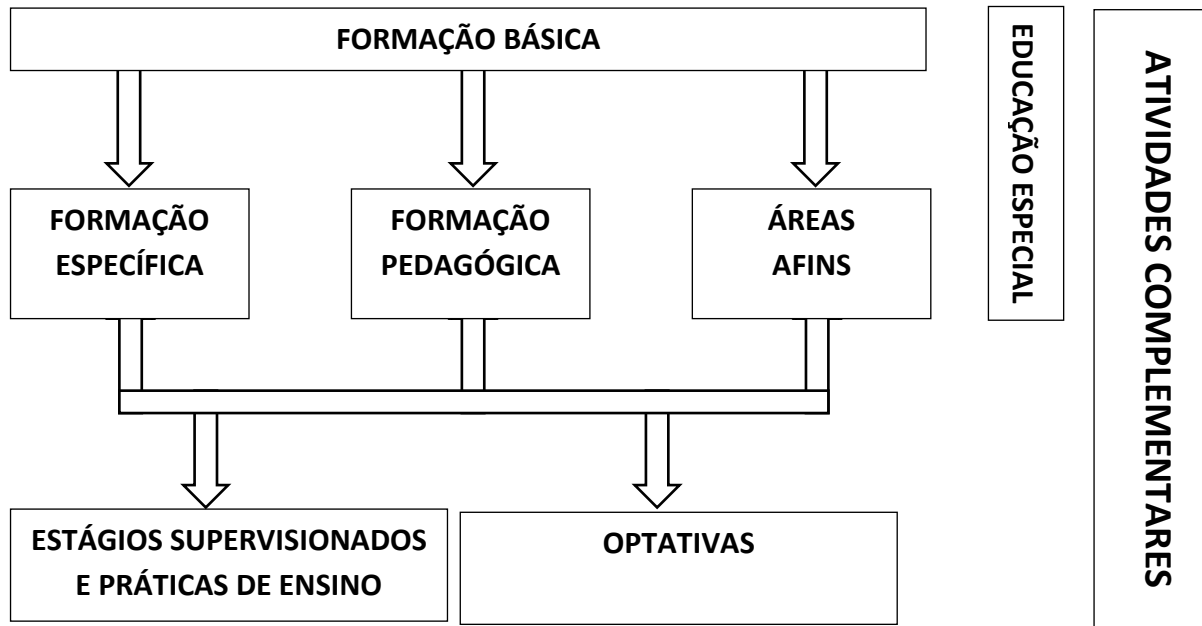 FORMAÇÃO BÁSICA
FORMAÇÃO
ESPECÍFICA
FORMAÇÃO
PEDAGÓGICA
ÁREAS
AFINS
ESTÁGIOS SUPERVISIONADOS
E PRÁTICAS DE ENSINO
OPTATIVAS
EDUCAÇÃO ESPECIAL
ATIVIDADES COMPLEMENTARES